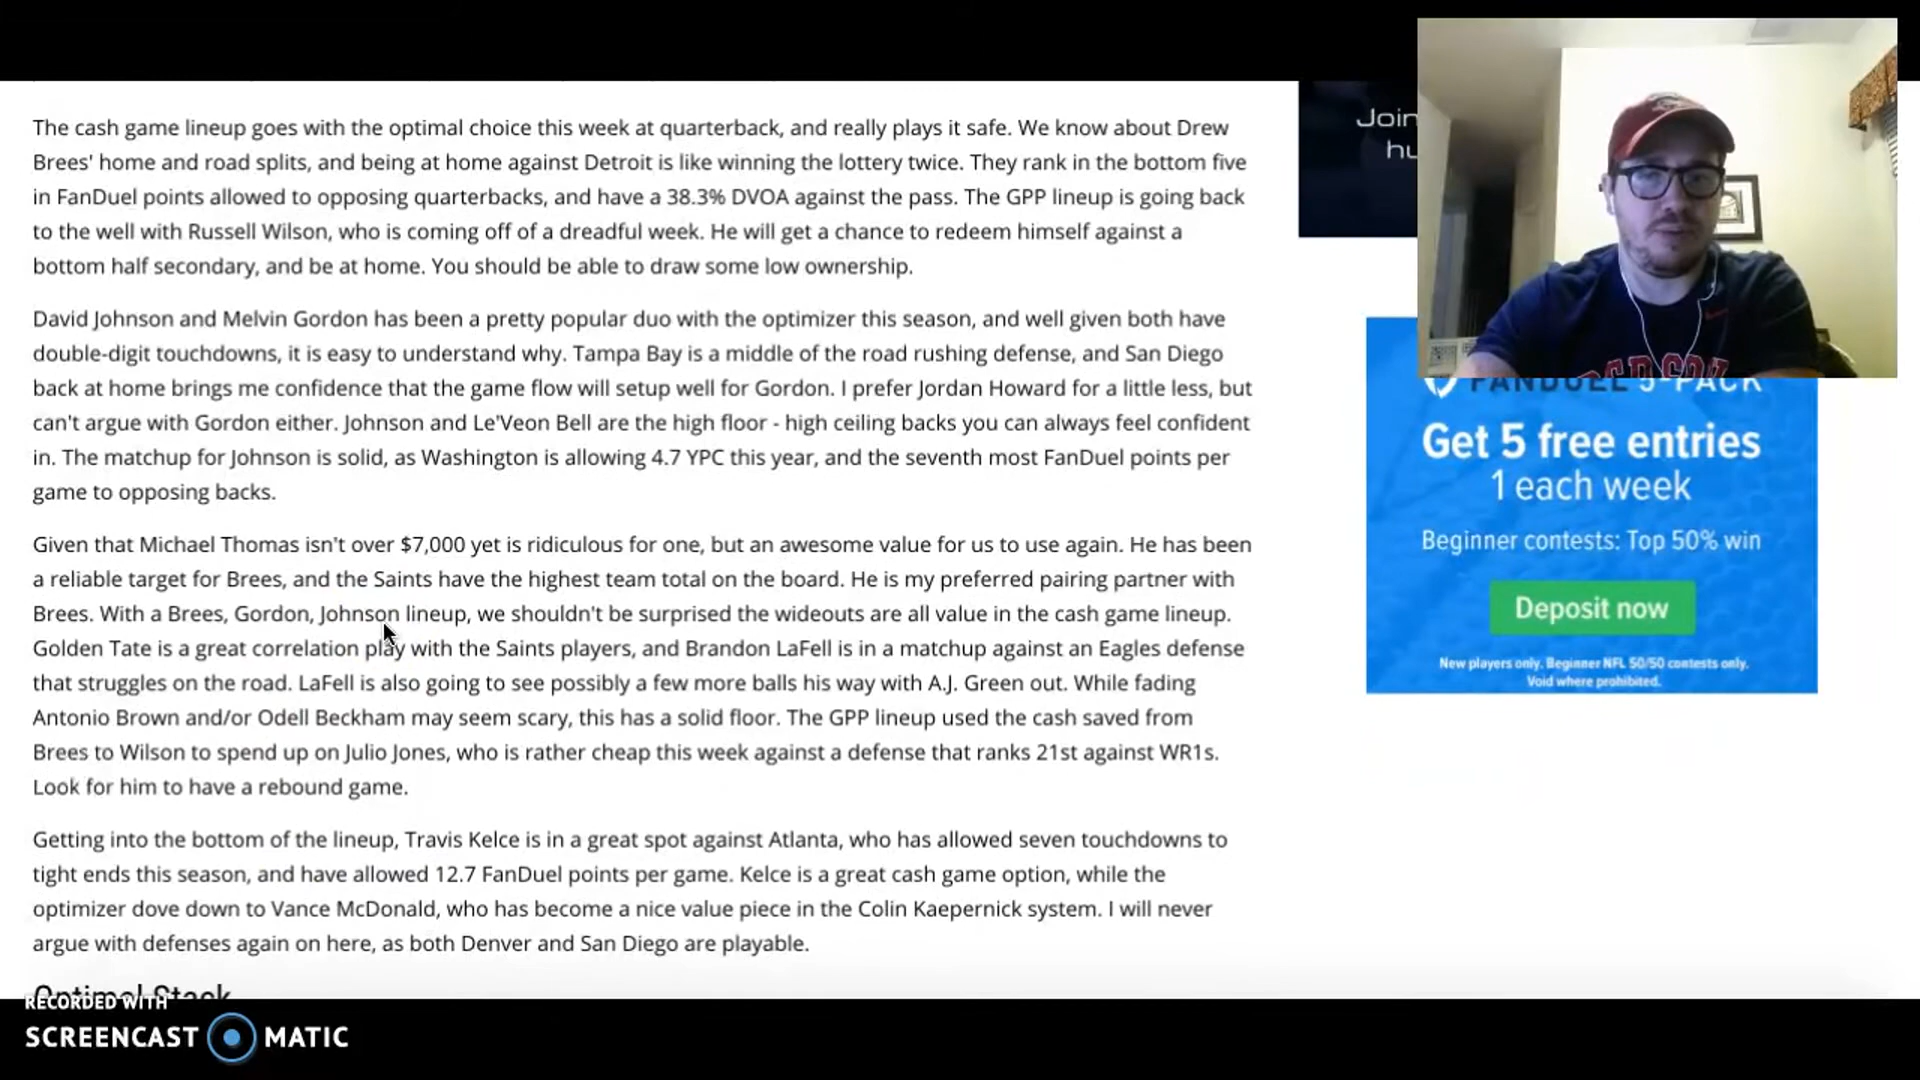 The cash game lineup goes with the optimal choice this week at quarterback, and really plays it safe. We know about Drew
Brees' home and road splits, and being at home against Detroit is like winning the lottery twice. They rank in the bottom five
in FanDuel points allowed to opposing quarterbacks, and have a 38.3% DVOA against the pass. The GPP lineup is going back
to the well with Russell Wilson, who is coming off of a dreadful week. He will get a chance to redeem himself against a
bottom half secondary, and be at home. You should be able to draw some low ownership.
David Johnson and Melvin Gordon has been a pretty popular duo with the optimizer this season, and well given both have
double-digit touchdowns, it is easy to understand why. Tampa Bay is a middle of the road rushing defense, and San Diego
back at home brings me confidence that the game flow will setup well for Gordon. I prefer Jordan Howard for a little less, but
can't argue with Gordon either. Johnson and Le'Veon Bell are the high floor - high ceiling backs you can always feel confident
in. The matchup for Johnson is solid, as Washington is allowing 4.7 YPC this year, and the seventh most FanDuel points per
game to opposing backs.
Given that Michael Thomas isn't over $7,000 yet is ridiculous for one, but an awesome value for us to use again. He has been
a reliable target for Brees, and the Saints have the highest team total on the board. He is my preferred pairing partner with
Brees. With a Brees, Gordon, Johnson lineup, we shouldn't be surprised the wideouts are all value in the cash game lineup.
Golden Tate is a great correlation play with the Saints players, and Brandon LaFell is in a matchup against an Eagles defense
that struggles on the road. LaFell is also going to see possibly a few more balls his way with A.J. Green out. While fading
Antonio Brown and/or Odell Beckham may seem scary, this has a solid floor. The GPP lineup used the cash saved from
Brees to Wilson to spend up on Julio Jones, who is rather cheap this week against a defense that ranks 21st against WR1s.
Look for him to have a rebound game.
Getting into the bottom of the lineup, Travis Kelce is in a great spot against Atlanta, who has allowed seven touchdowns to
tight ends this season, and have allowed 12.7 FanDuel points per game. Kelce is a great cash game option, while the
optimizer dove down to Vance McDonald, who has become a nice value piece in the Colin Kaepernick system. I will never
argue with defenses again on here, as both Denver and San Diego are playable.
Optimal Stack
Join
FANDUEL 5-PACK
Get 5 free entries
1 each week
Beginner contests: Top 50% win
Deposit now
New players only. Beginner NFL 50/50 contests only.
Void where prohibited.
RED SOX
RECORDED WITH
SCREENCAST MATIC